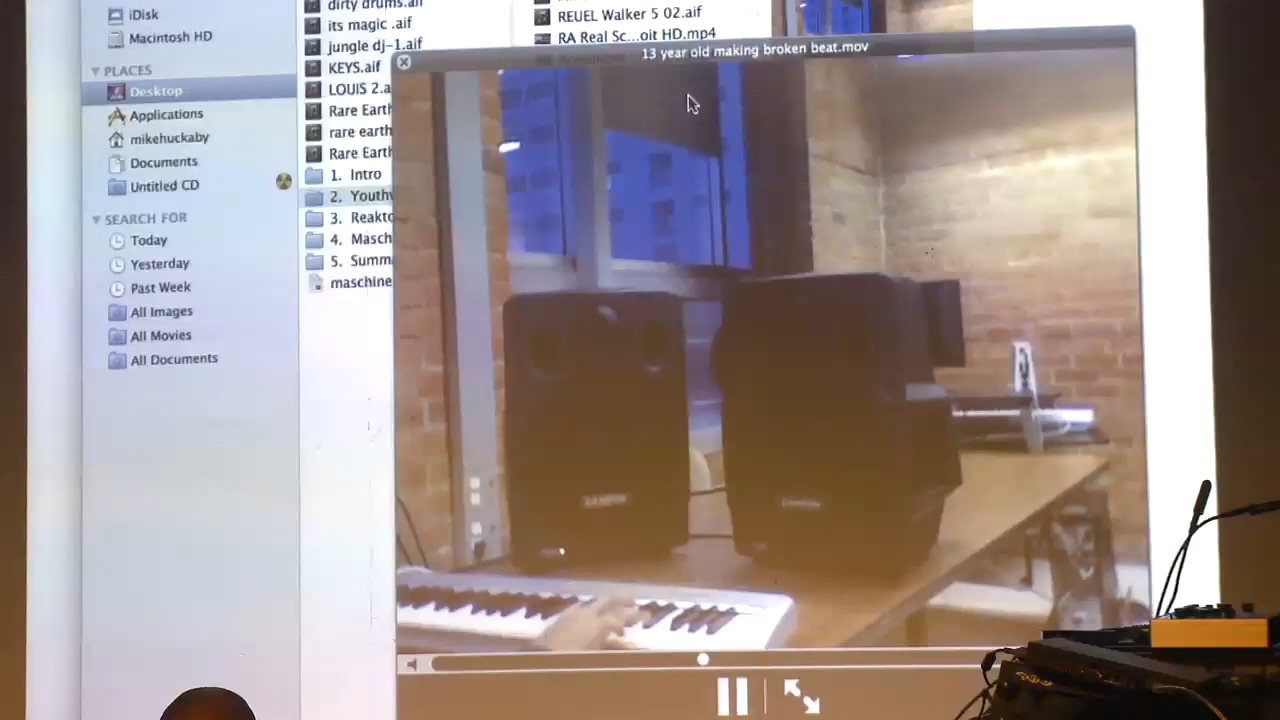 iDisk
Macintosh HD
PLACES
Desktop
Applications
mikehuckaby
Documents
Untitled CD
SEARCH FOR
Today
Yesterday
Past Week
All Images
All Movies
All Documents
dirty drums.aif
its magic .aif
jungle dj-1.aif
KEYS.aif
LOUIS 2.a
Rare Earth
rare earth
Rare Earth
1. Intro
2. Youth
3. Reakto
4. Masch
5. Summ
maschine
REUEL Walker 5 02.aif
RA Real Sc...oit HD.mp4
13 year old making broken beat.mov